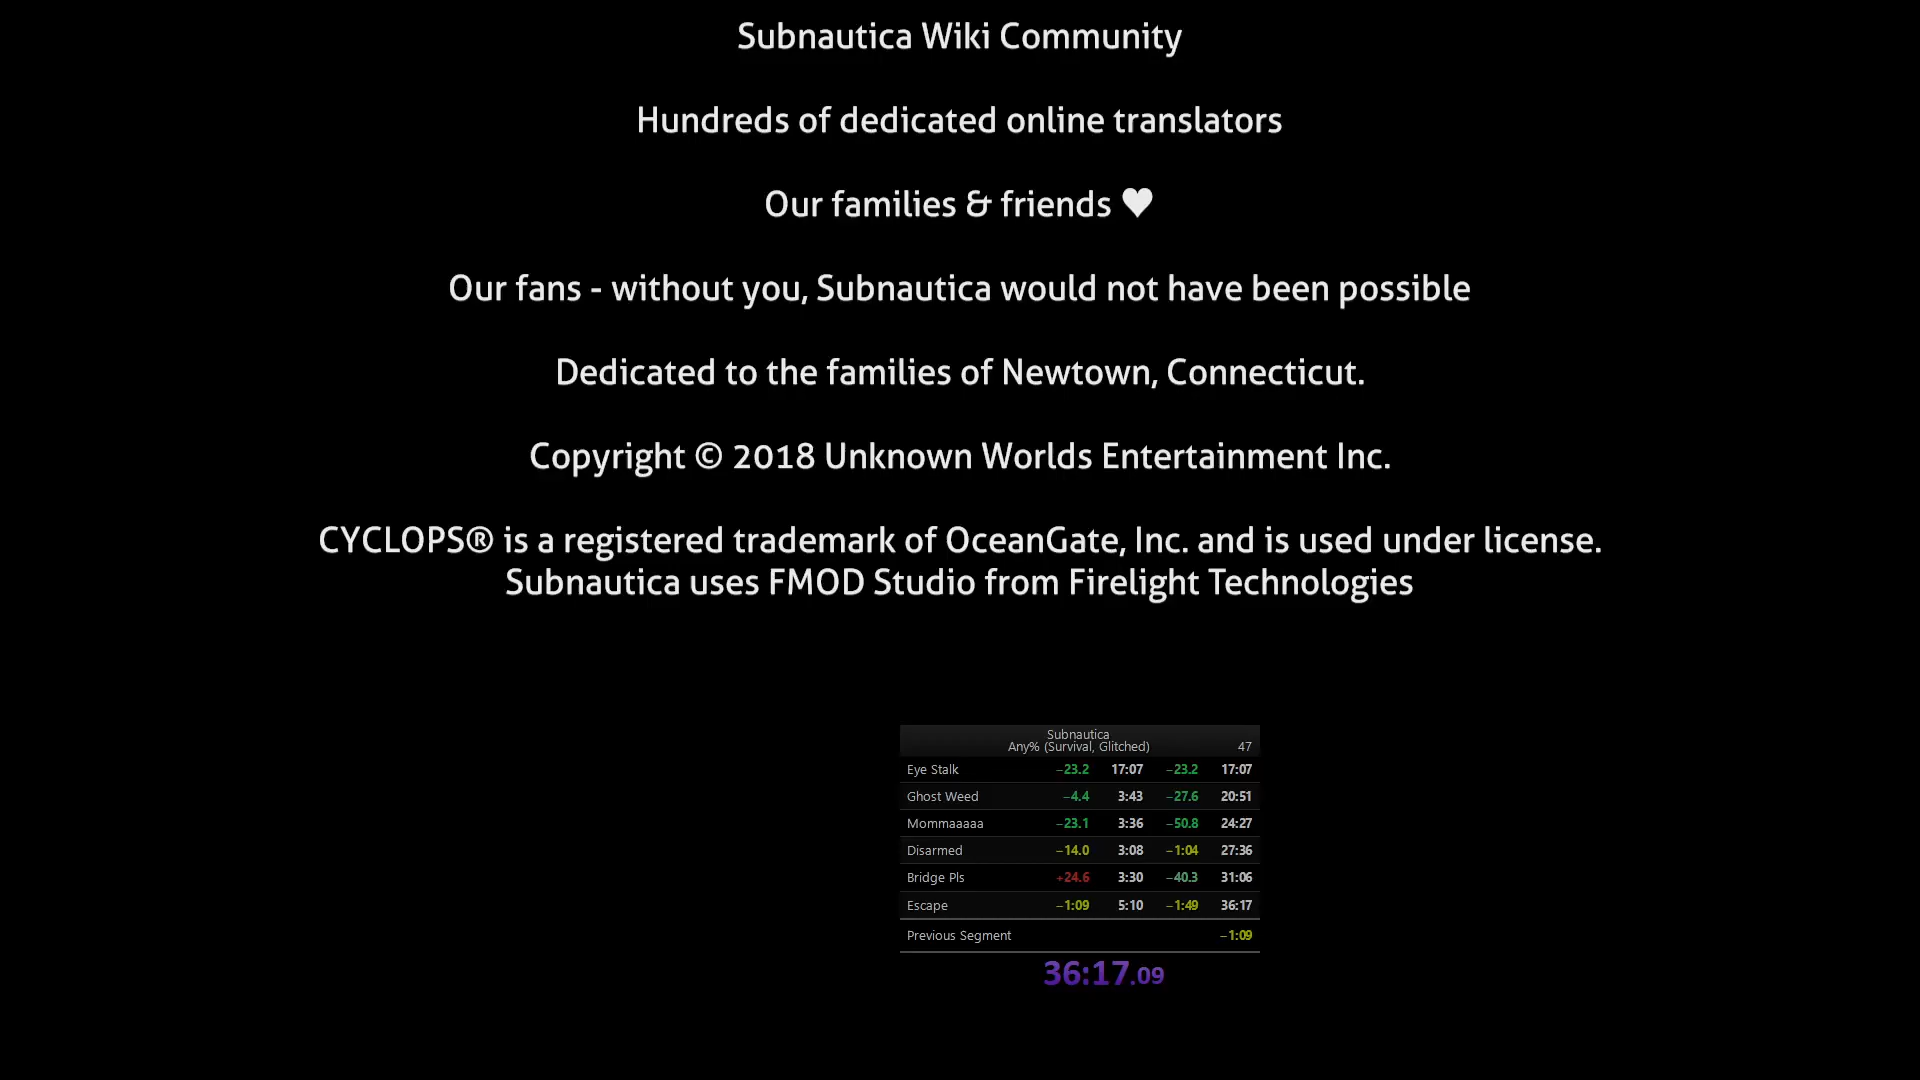 Subnautica Wiki Community
Hundreds of dedicated online translators
Our families & friends ♥
Our fans - without you, Subnautica would not have been possible
Dedicated to the families of Newtown, Connecticut.
Copyright © 2018 Unknown Worlds Entertainment Inc.
CYCLOPS® is a registered trademark of OceanGate, Inc. and is used under license.
Subnautica uses FMOD Studio from Firelight Technologies
Subnautica
Any% (Survival, Glitched) 47
Eye Stalk −23.2 17:07 −23.2 17:07
Ghost Weed −4.4 3:43 −27.6 20:51
Mommaaaaa −23.1 3:36 −50.8 24:27
Disarmed −14.0 3:08 −1:04 27:36
Bridge Pls +24.6 3:30 −40.3 31:06
Escape −1:09 5:10 −1:49 36:17
Previous Segment −1:09
36:17.09